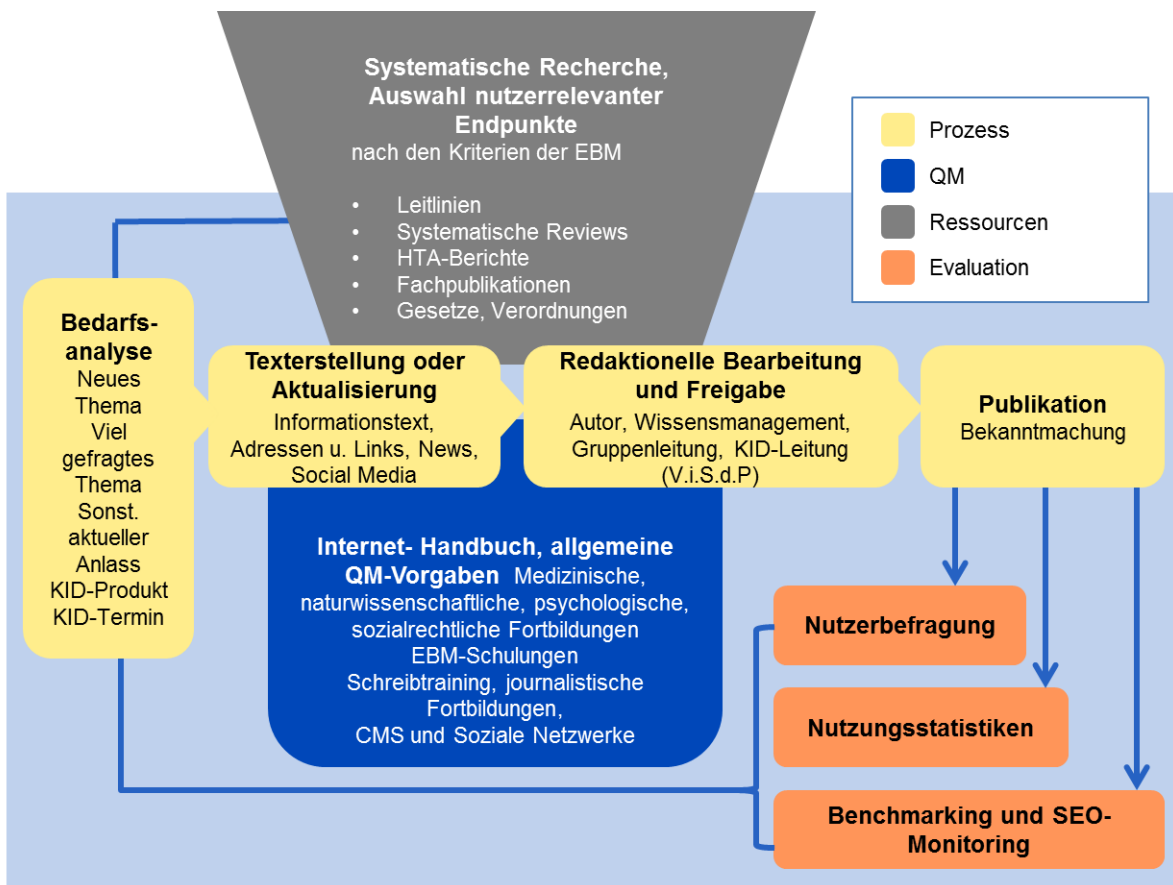 Systematische Recherche,
Auswahl nutzerrelevanter
Endpunkte
nach den Kriterien der EBM
• Leitlinien
• Systematische Reviews
• HTA-Berichte
• Fachpublikationen
• Gesetze, Verordnungen
Prozess
QM
Ressourcen
Evaluation
Bedarfs-
analyse
Neues
Thema
Viel
gefragtes
Thema
Sonst.
aktueller
Anlass
KID-Produkt
KID-Termin
Texterstellung oder
Aktualisierung
Informationstext,
Adressen u. Links, News,
Social Media
Redaktionelle Bearbeitung
und Freigabe
Autor, Wissensmanagement,
Gruppenleitung, KID-Leitung
(V.i.S.d.P)
Publikation
Bekanntmachung
Internet- Handbuch, allgemeine
QM-Vorgaben Medizinische,
naturwissenschaftliche, psychologische,
sozialrechtliche Fortbildungen
EBM-Schulungen
Schreibtraining, journalistische
Fortbildungen,
CMS und Soziale Netzwerke
Nutzerbefragung
Nutzungsstatistiken
Benchmarking und SEO-
Monitoring